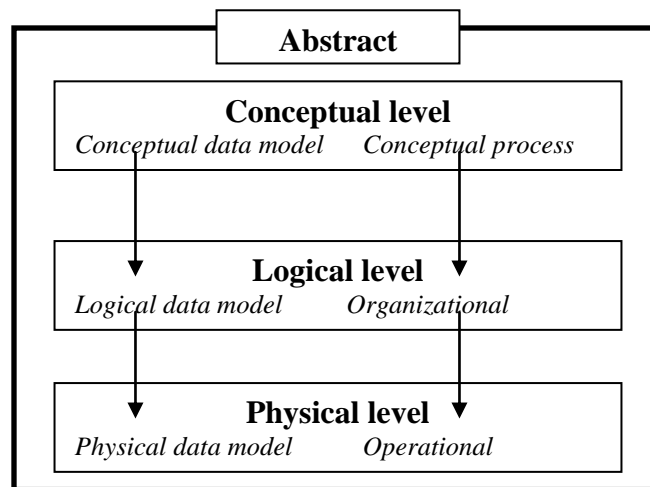 Abstract
Conceptual level
Conceptual data model Conceptual process
Logical level
Logical data model Organizational
Physical level
Physical data model Operational